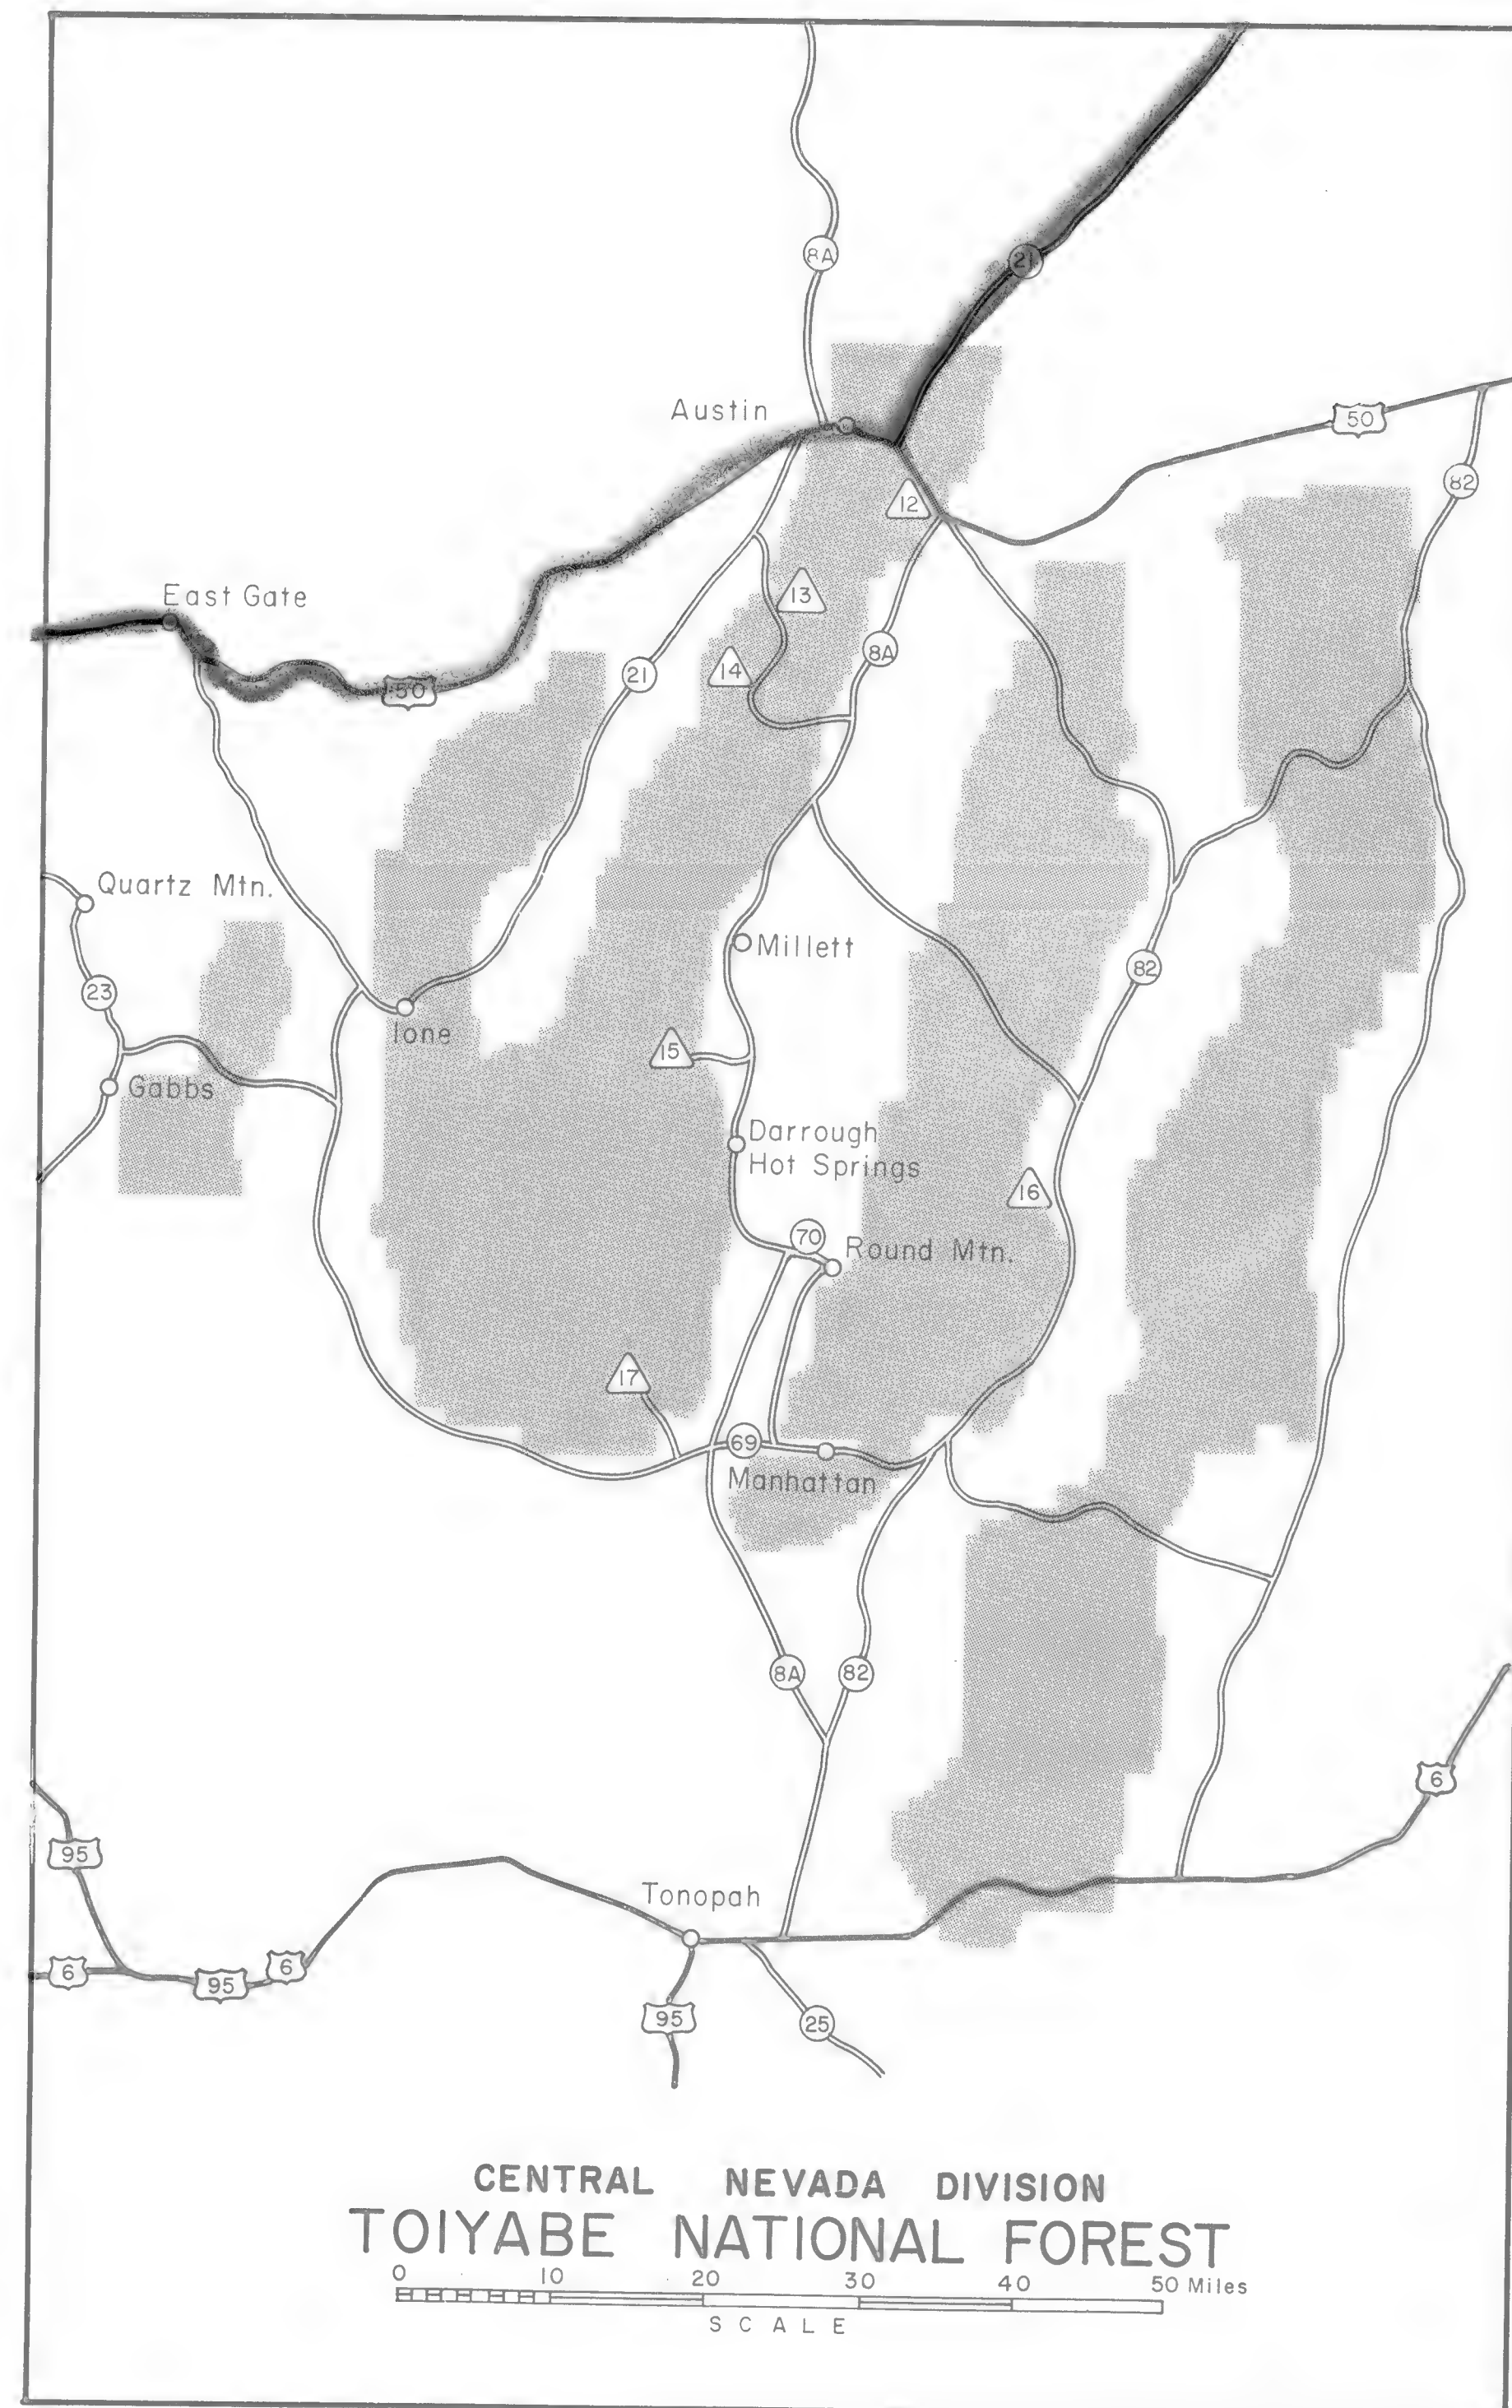 8A
21
Austin
50
82
12
East Gate
13
8A
14
21
50
Quartz Mtn.
Millett
82
23
Ione
15
Gabbs
Darrough
Hot Springs
16
70
Round Mtn.
17
69
Manhattan
8A
82
6
95
Tonopah
6
95
6
95
25
CENTRAL NEVADA DIVISION
TOIYABE NATIONAL FOREST
0 10 20 30 40 50 Miles
SCALE